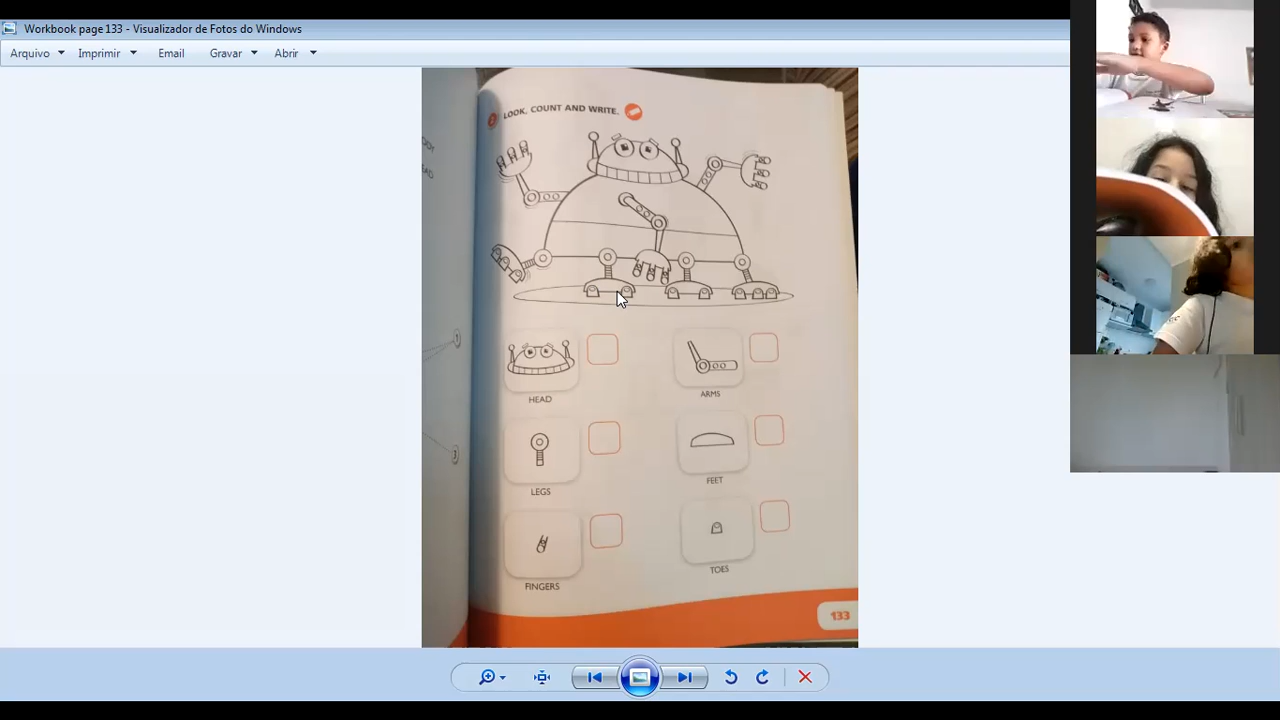 Workbook page 133 - Visualizador de Fotos do Windows
Arquivo Imprimir Email Gravar Abrir
LOOK, COUNT AND WRITE.
HEAD
ARMS
LEGS
FEET
FINGERS
TOES
133